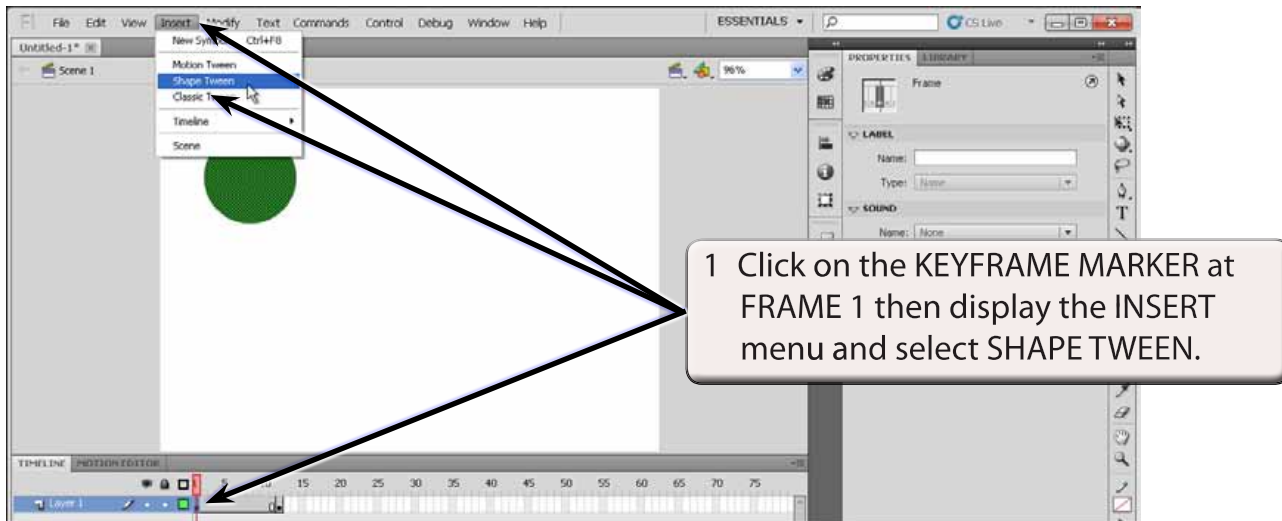 Fl File Edit View Insert Modify Text Commands Control Debug Window Help ESSENTIALS CS Live
Untitled-1*
Scene 1
96%
New Symbol Ctrl+F8
Motion Tween
Shape Tween
Classic
Timeline
Scene
PROPERTIES LIBRARY
Frame
LABEL
Name:
Type: Name
SOUND
Name: None
1 Click on the KEYFRAME MARKER at
FRAME 1 then display the INSERT
menu and select SHAPE TWEEN.
TIMELINE MOTION EDITOR
5 15 20 25 30 35 40 45 50 55 60 65 70 75
Layer 1